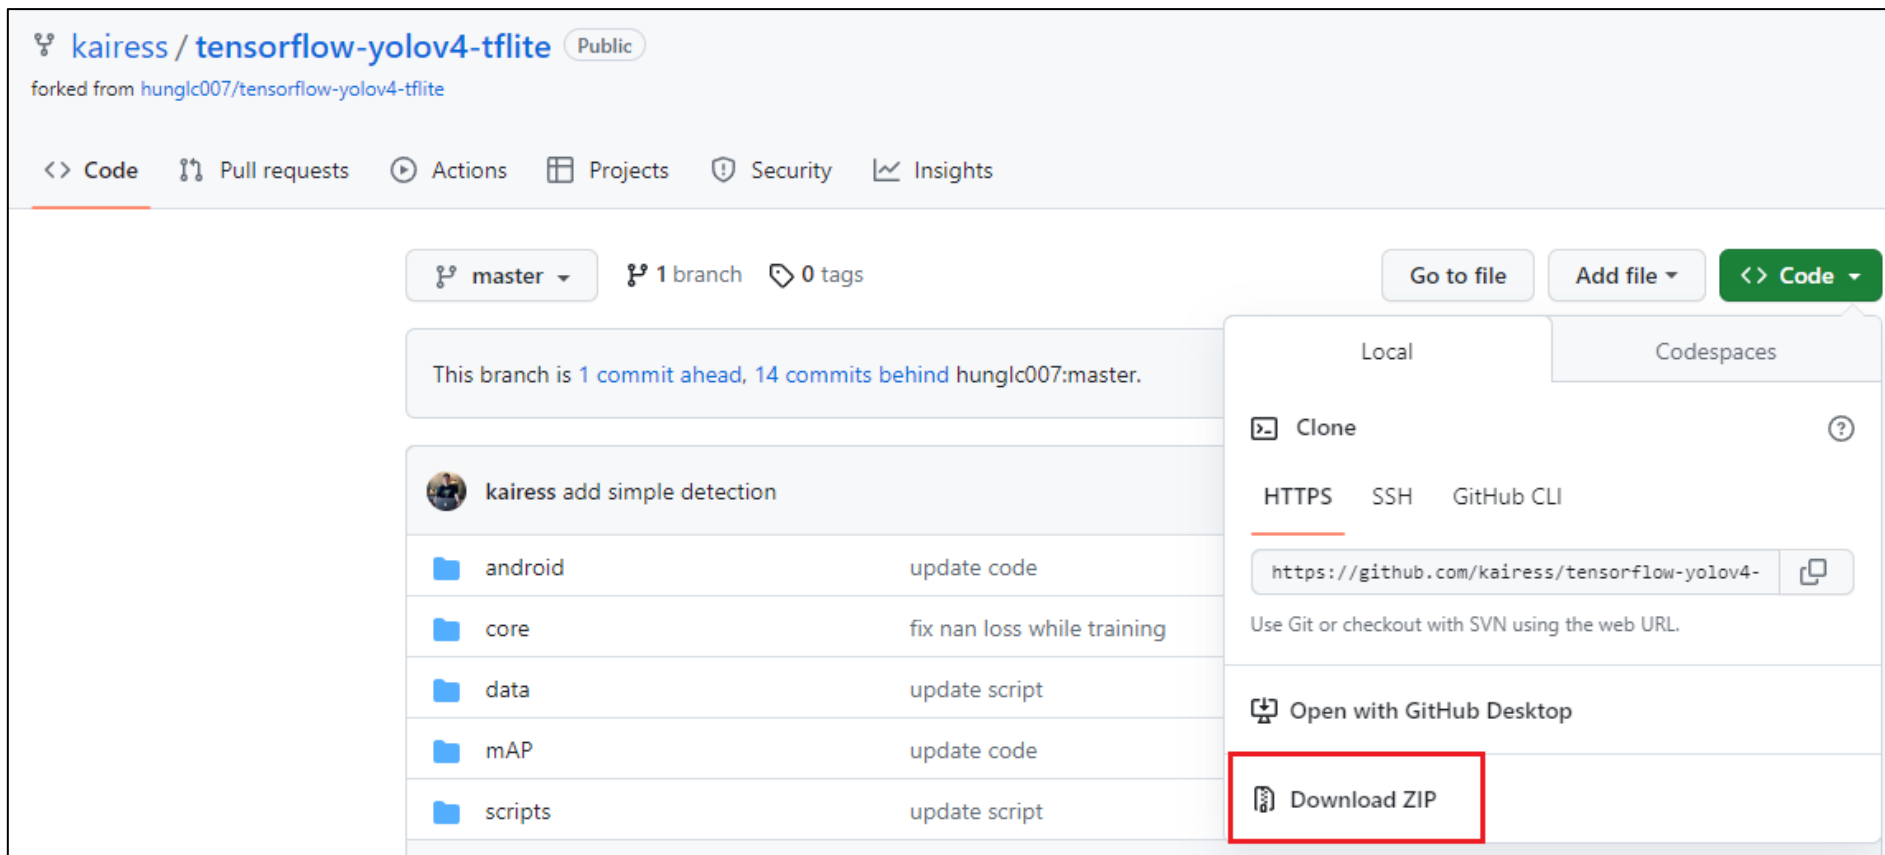 kairess / tensorflow-yolov4-tflite Public
forked from hunglc007/tensorflow-yolov4-tflite
<> Code Pull requests Actions Projects Security Insights
master 1 branch 0 tags Go to file Add file <> Code
This branch is 1 commit ahead, 14 commits behind hunglc007:master.
kairess add simple detection
android update code
core fix nan loss while training
data update script
mAP update code
scripts update script
Local Codespaces
Clone
HTTPS SSH GitHub CLI
https://github.com/kairess/tensorflow-yolov4-
Use Git or checkout with SVN using the web URL.
Open with GitHub Desktop
Download ZIP